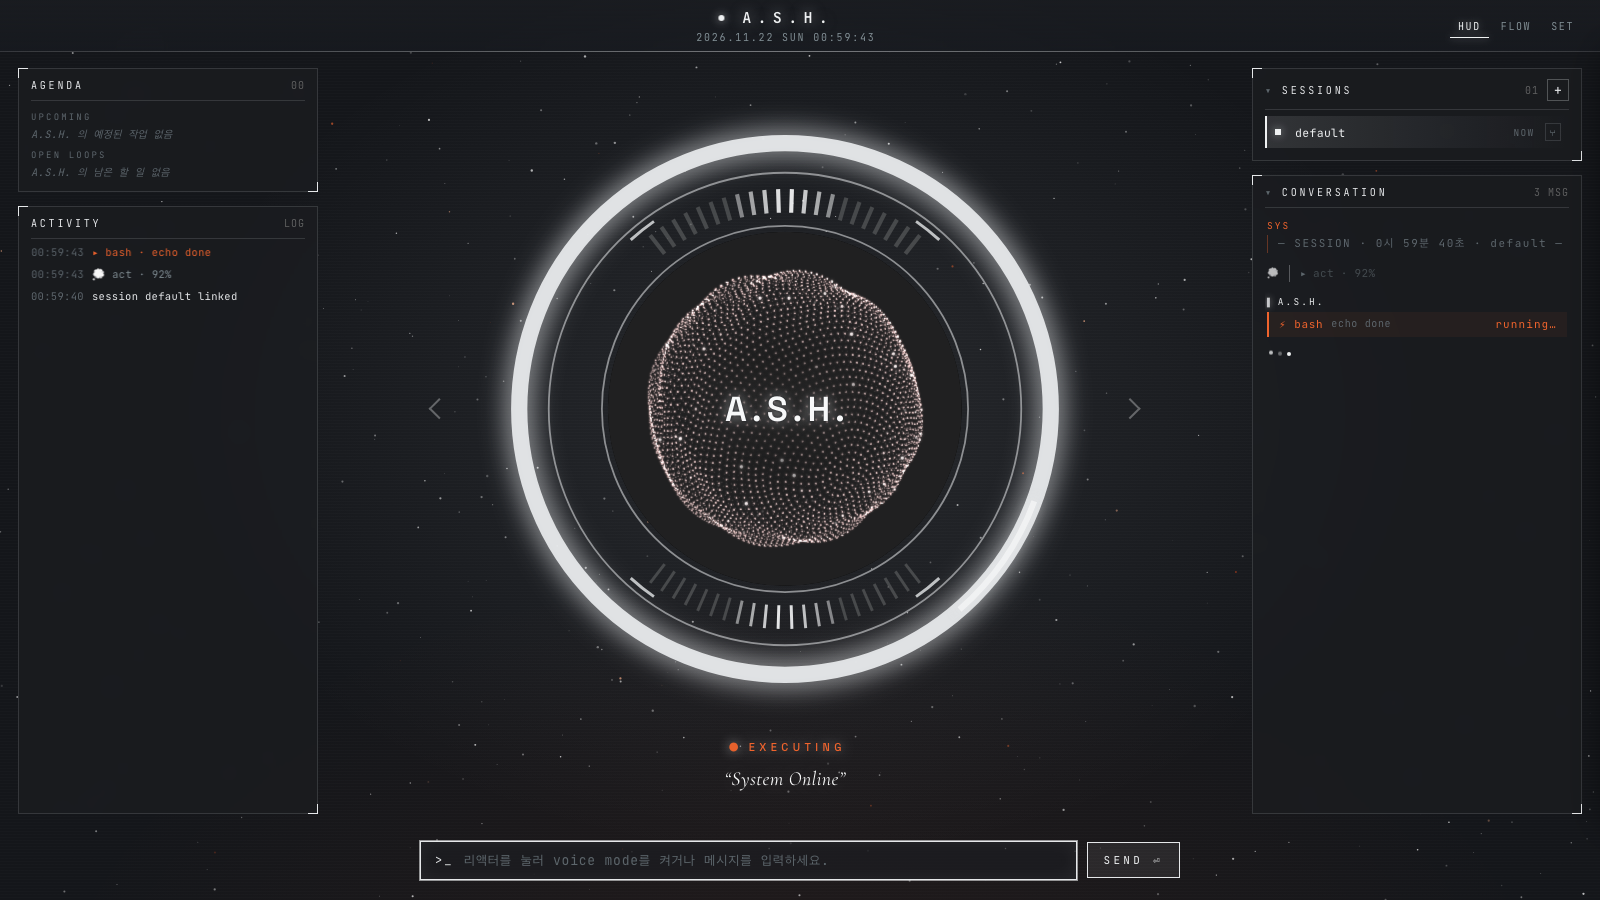 A.S.H.
2026.11.22 SUN 00:59:43
HUD FLOW SET
AGENDA 00
UPCOMING
A.S.H. 의 예정된 작업 없음
OPEN LOOPS
A.S.H. 의 남은 할 일 없음
ACTIVITY LOG
00:59:43 ▸ bash · echo done
00:59:43 💭 act · 92%
00:59:40 session default linked
A.S.H.
EXECUTING
“System Online”
>_ 리액터를 눌러 voice mode를 켜거나 메시지를 입력하세요.
SEND ⏎
▾ SESSIONS 01 +
default NOW
▾ CONVERSATION 3 MSG
SYS
— SESSION · 0시 59분 40초 · default —
💭 ▸ act · 92%
A.S.H.
⚡ bash echo done running…